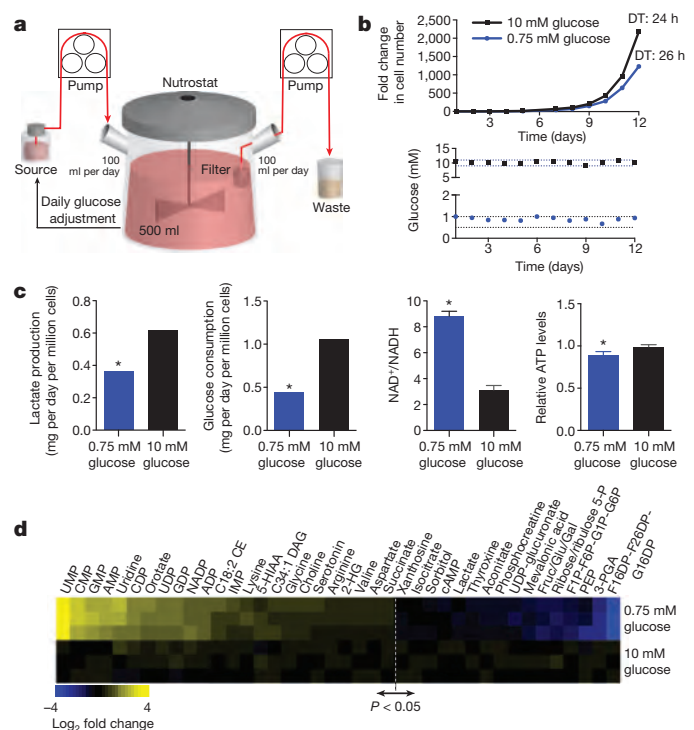 a
Pump
Nutrostat
Pump
Source
100
ml per day
Filter
100
ml per day
Waste
Daily glucose
adjustment
500 ml
b
Fold change
in cell number
2,500
2,000
1,500
1,000
500
0
10 mM glucose
0.75 mM glucose
DT: 24 h
DT: 26 h
3 6 9 12
Time (days)
Glucose (mM)
15
10
5
2
1
0
3 6 9 12
Time (days)
c
Lactate production
(mg per day per million cells)
0.8
0.6
0.4
0.2
0.0
*
0.75 mM
glucose
10 mM
glucose
Glucose consumption
(mg per day per million cells)
1.5
1.0
0.5
0.0
*
0.75 mM
glucose
10 mM
glucose
NAD+/NADH
10
8
6
4
2
0
*
0.75 mM
glucose
10 mM
glucose
Relative ATP levels
1.5
1.0
0.5
0.0
*
0.75 mM
glucose
10 mM
glucose
d
UMP
CMP
GMP
AMP
Uridine
CDP
Orotate
UDP
GDP
NADP
ADP
C18:2 CE
IMP
Lysine
5-HIAA
C34:1 DAG
Glycine
Choline
Serotonin
Arginine
2-HG
Valine
Aspartate
Succinate
Xanthosine
Isocitrate
Sorbitol
cAMP
Lactate
Thyroxine
Aconitate
Phosphocreatine
UDP-glucuronate
Mevalonic acid
Fruc/Glu/Gal
Ribose/ribulose 5-P
F1P-F6P-G1P-G6P
PEP
3-PGA
F16DP-F26DP-
G16DP
0.75 mM
glucose
10 mM
glucose
−4 4
Log2 fold change
P < 0.05